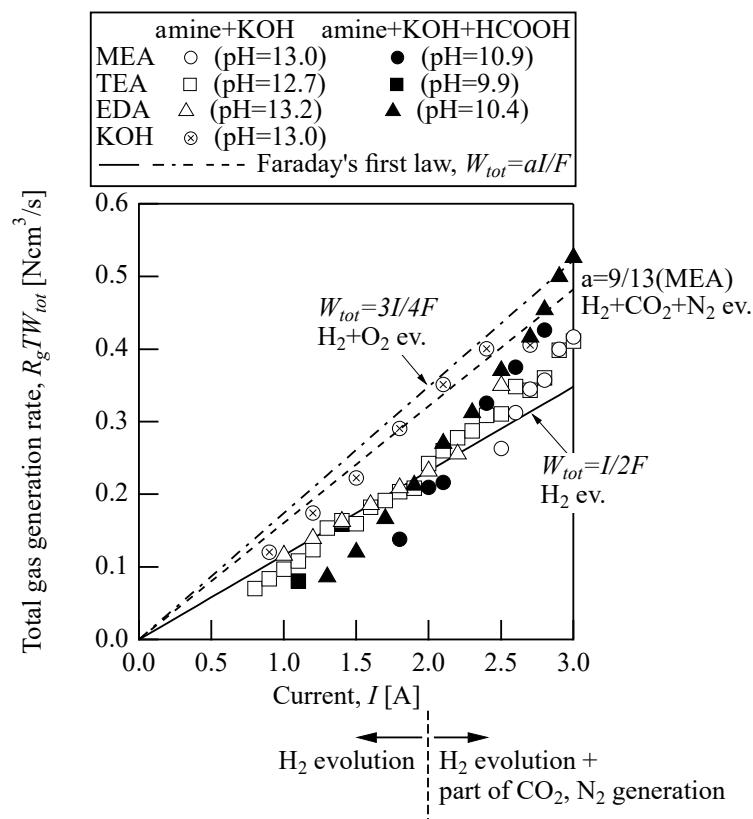 amine+KOH amine+KOH+HCOOH
MEA ○ (pH=13.0) ● (pH=10.9)
TEA □ (pH=12.7) ■ (pH=9.9)
EDA △ (pH=13.2) ▲ (pH=10.4)
KOH ⊗ (pH=13.0)
Faraday's first law, W_tot=aI/F
Total gas generation rate, R_gTW_tot [Ncm³/s]
0.6
0.5
0.4
0.3
0.2
0.1
0.0
W_tot=3I/4F
H₂+O₂ ev.
a=9/13(MEA)
H₂+CO₂+N₂ ev.
W_tot=I/2F
H₂ ev.
0.0 0.5 1.0 1.5 2.0 2.5 3.0
Current, I [A]
H₂ evolution
H₂ evolution +
part of CO₂, N₂ generation